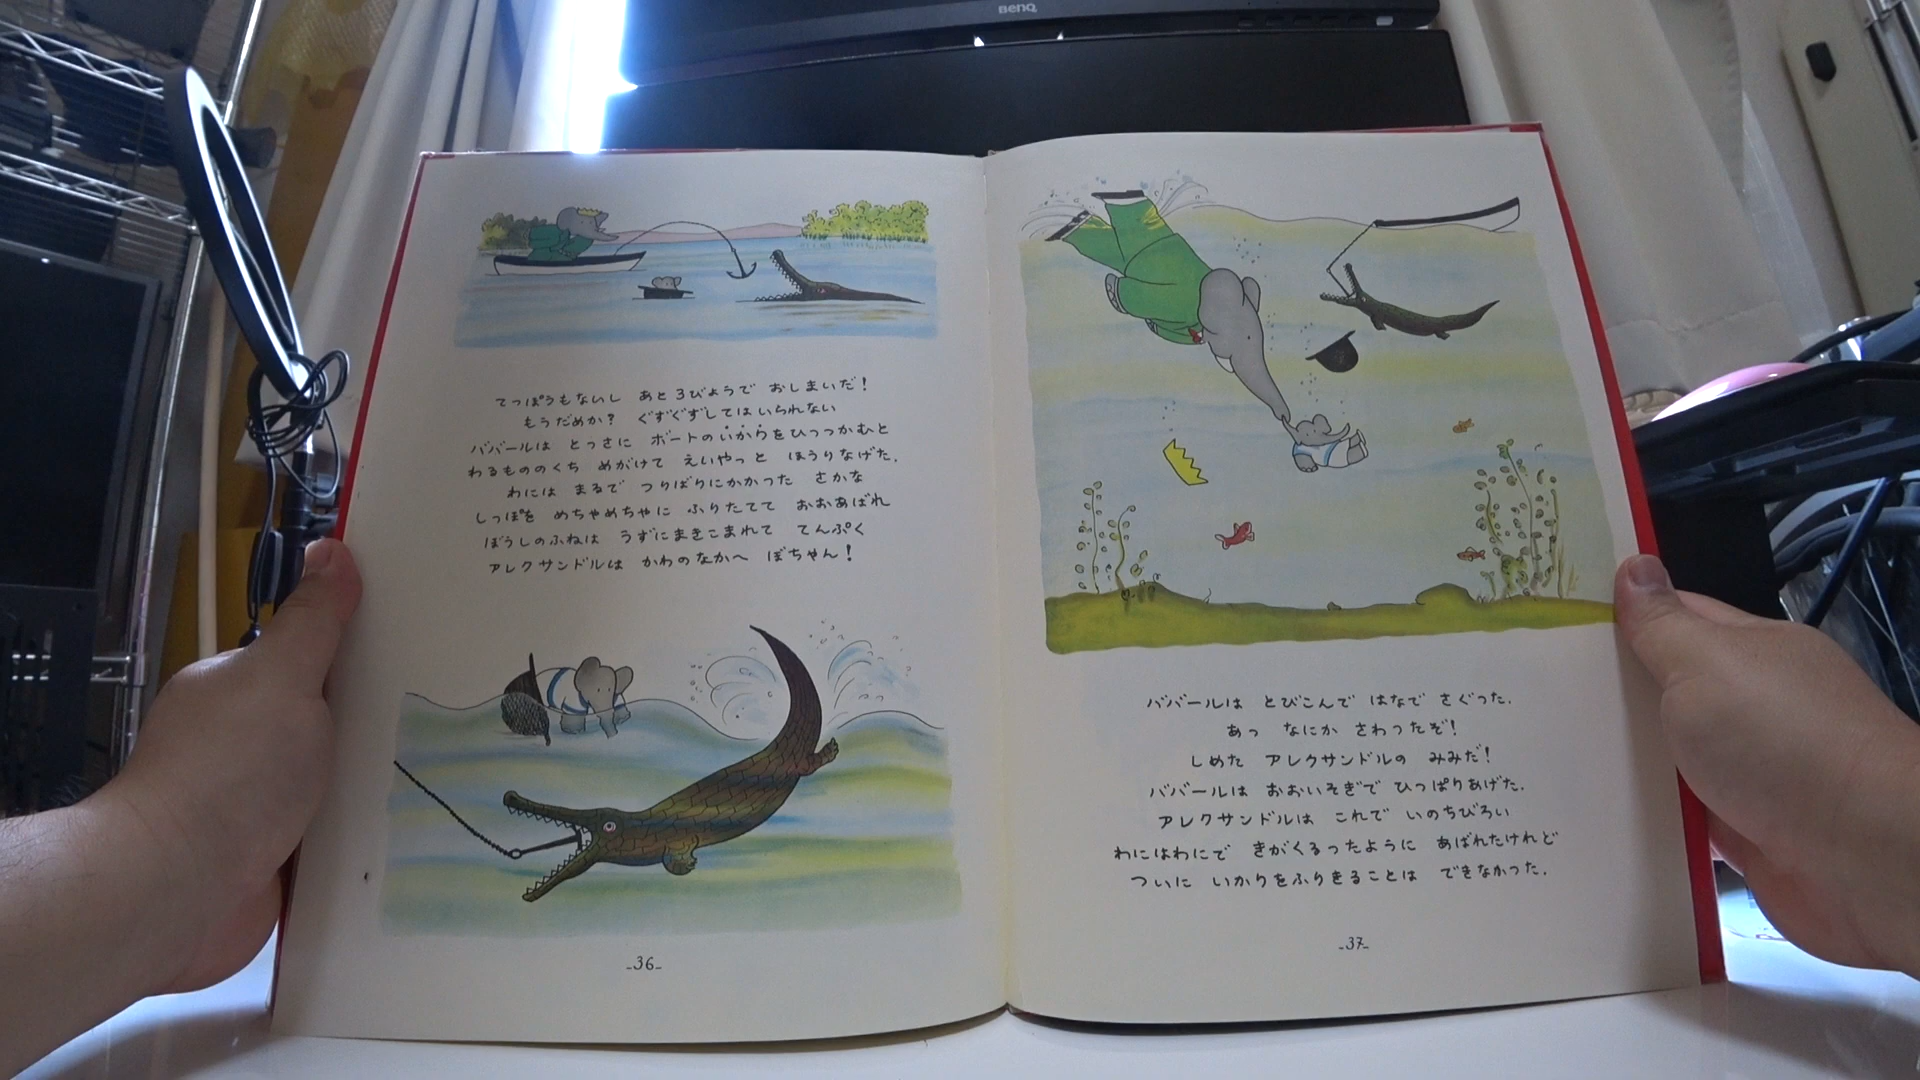 BenQ
てっぽうもないし あと3びょうで おしまいだ!
もうだめか? ぐずぐずしてはいられない
ババールは とっさに ボートのいかりをひっつかむと
わるもののくち めがけて えいやっと ほうりなげた.
わには まるで つりばりにかかった さかな
しっぽを めちゃめちゃに ふりたてて おおあばれ
ぼうしのふねは うずにまきこまれて てんぷく
アレクサンドルは かわのなかへ ぼちゃん!
-36-
ババールは とびこんで はなで さぐった.
あっ なにか さわったぞ!
しめた アレクサンドルの みみだ!
ババールは おおいそぎで ひっぱりあげた.
アレクサンドルは これで いのちびろい
わにはわにで きがくるったように あばれたけれど
ついに いかりをふりきることは できなかった.
-37-